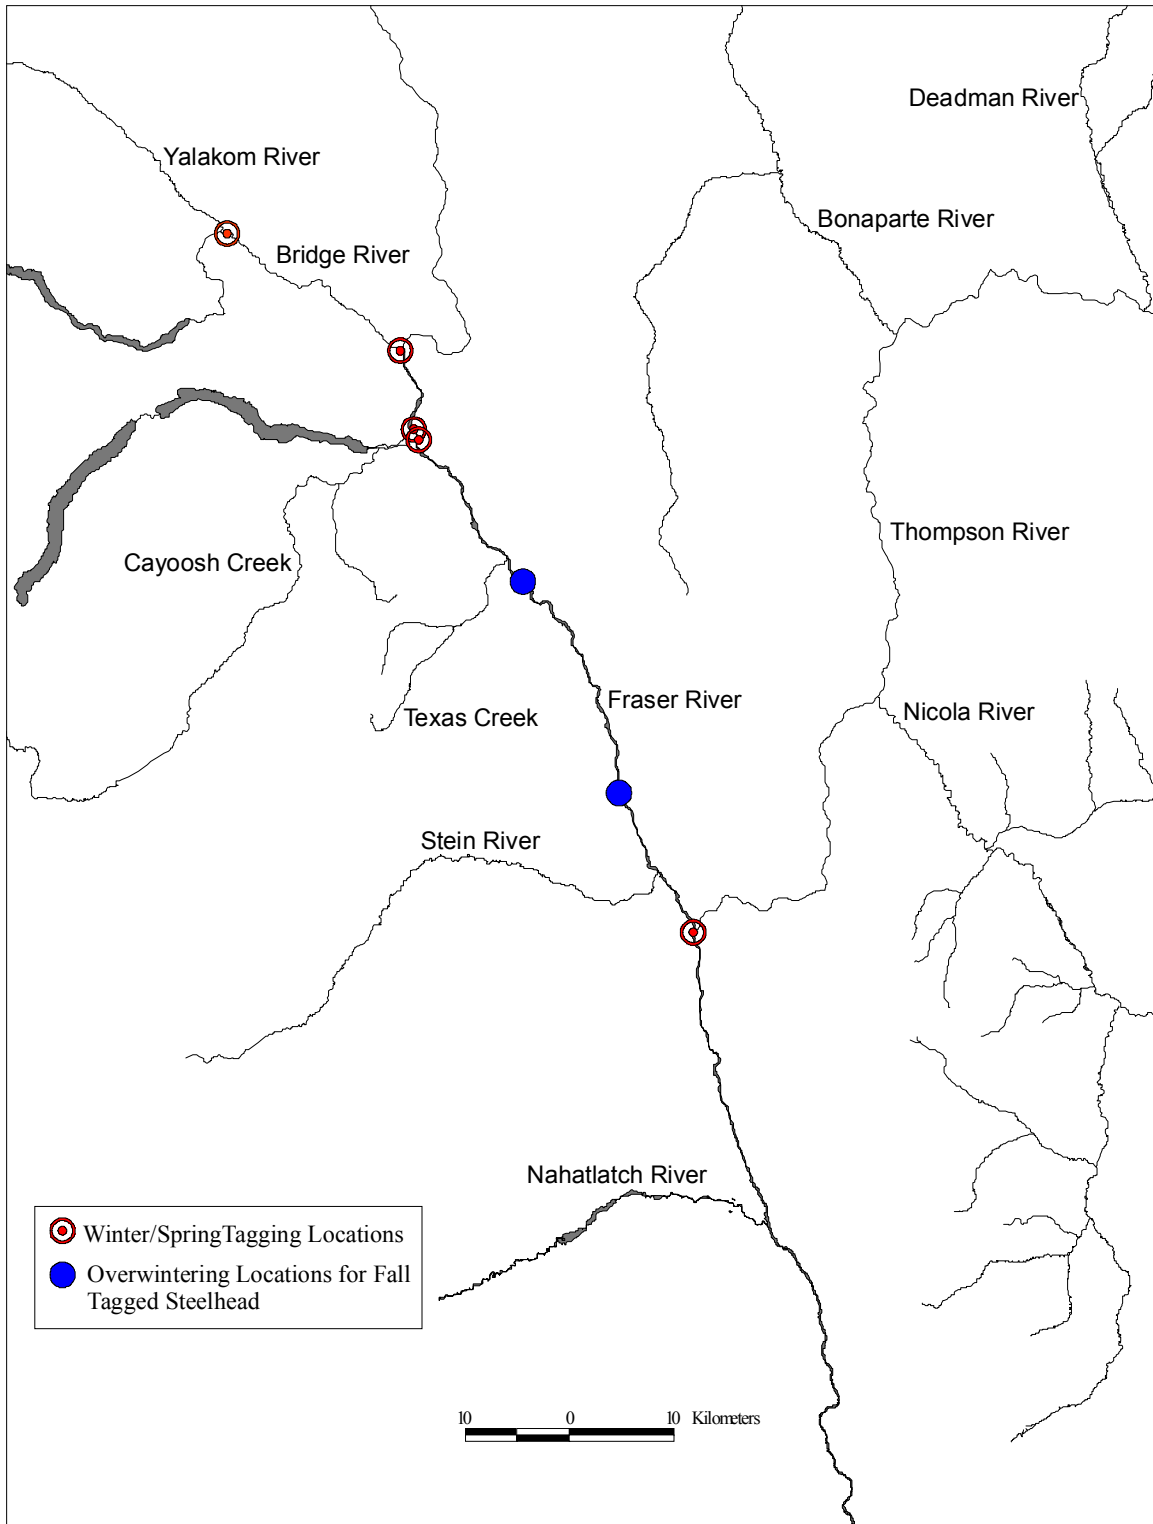 Deadman River
Yalakom River
Bonaparte River
Bridge River
Thompson River
Cayoosh Creek
Fraser River
Nicola River
Texas Creek
Stein River
Nahatlatch River
Winter/SpringTagging Locations
Overwintering Locations for Fall
Tagged Steelhead
10 0 10 Kilometers